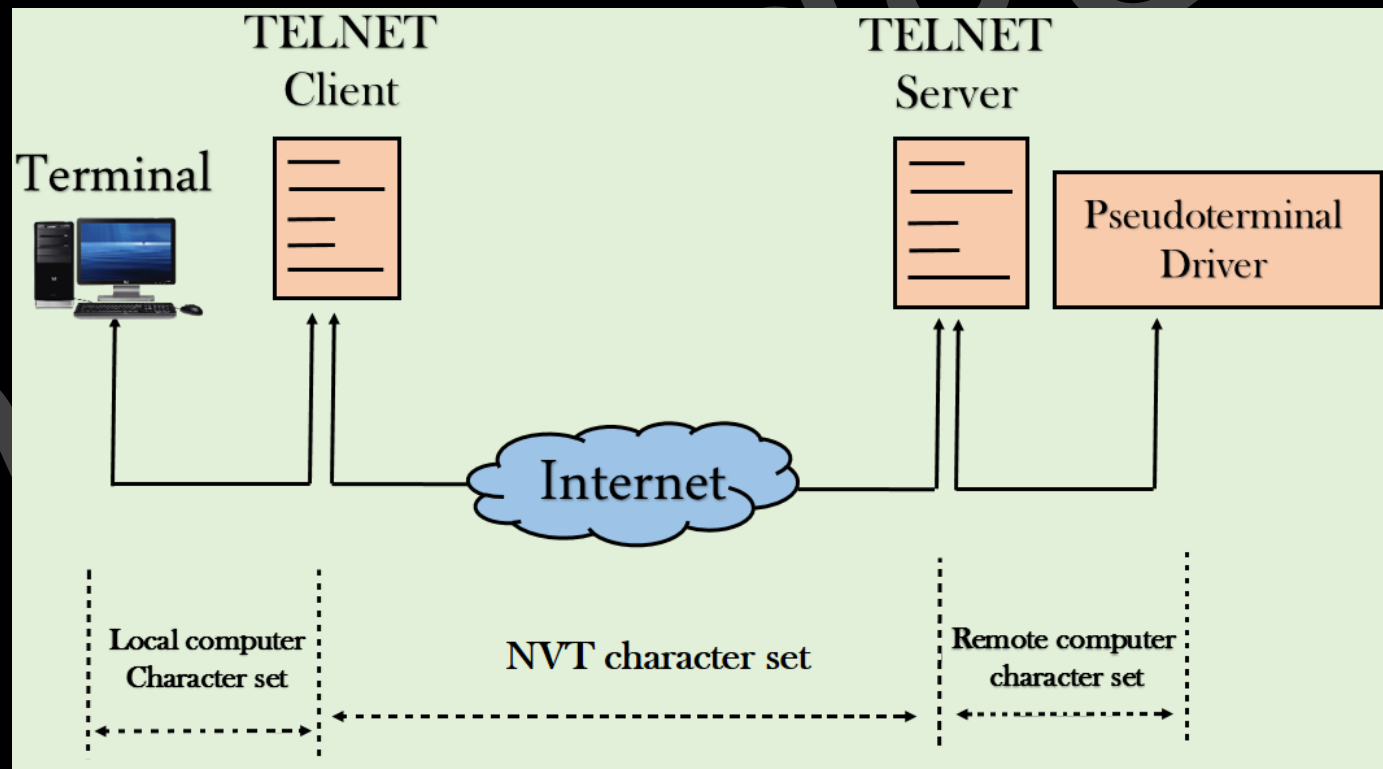 TELNET
Client
TELNET
Server
Terminal
Pseudoterminal
Driver
Internet
Local computer
Character set
NVT character set
Remote computer
character set